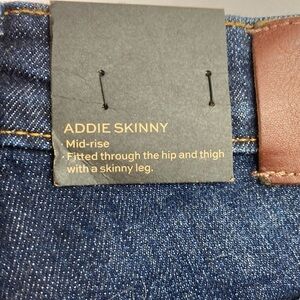 ADDIE SKINNY
· Mid-rise
· Fitted through the hip and thigh
with a skinny leg.